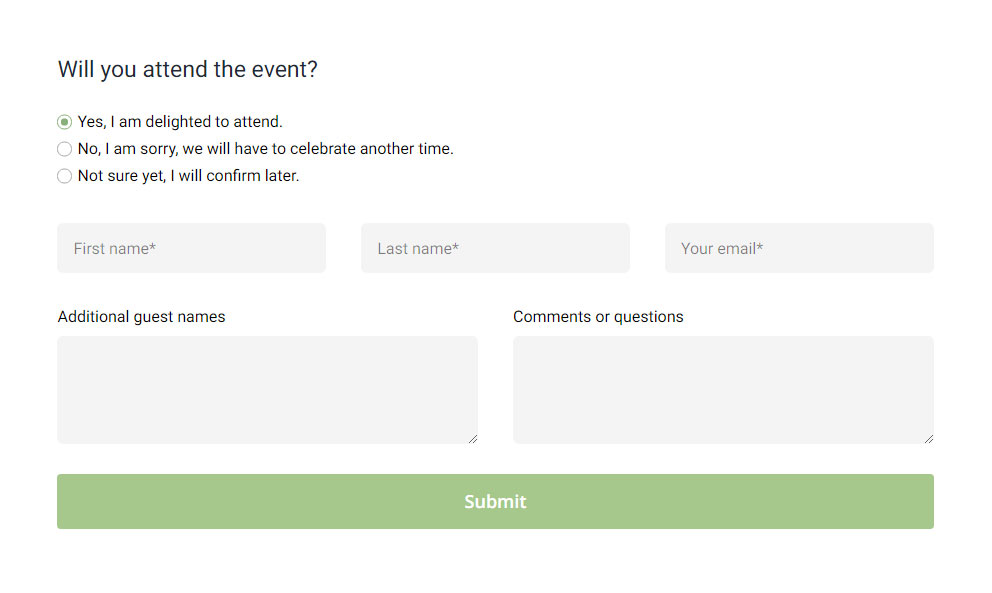 Will you attend the event?
Yes, I am delighted to attend.
No, I am sorry, we will have to celebrate another time.
Not sure yet, I will confirm later.
First name* Last name* Your email*
Additional guest names Comments or questions
Submit